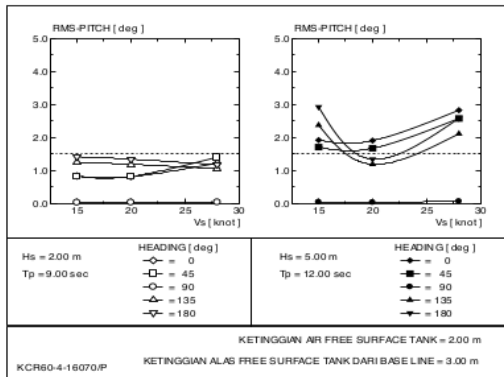 RMS-PITCH [ deg ]
5.0
4.0
3.0
2.0
1.0
0.0
15 20 25 30
Vs [ knot ]
RMS-PITCH [ deg ]
5.0
4.0
3.0
2.0
1.0
0.0
15 20 25 30
Vs [ knot ]
Hs = 2.00 m
Tp = 9.00 sec
HEADING [ deg ]
= 0
= 45
= 90
= 135
= 180
Hs = 5.00 m
Tp = 12.00 sec
HEADING [ deg ]
= 0
= 45
= 90
= 135
= 180
KETINGGIAN AIR FREE SURFACE TANK = 2.00 m
KCR60-4-16070/P
KETINGGIAN ALAS FREE SURFACE TANK DARI BASE LINE = 3.00 m